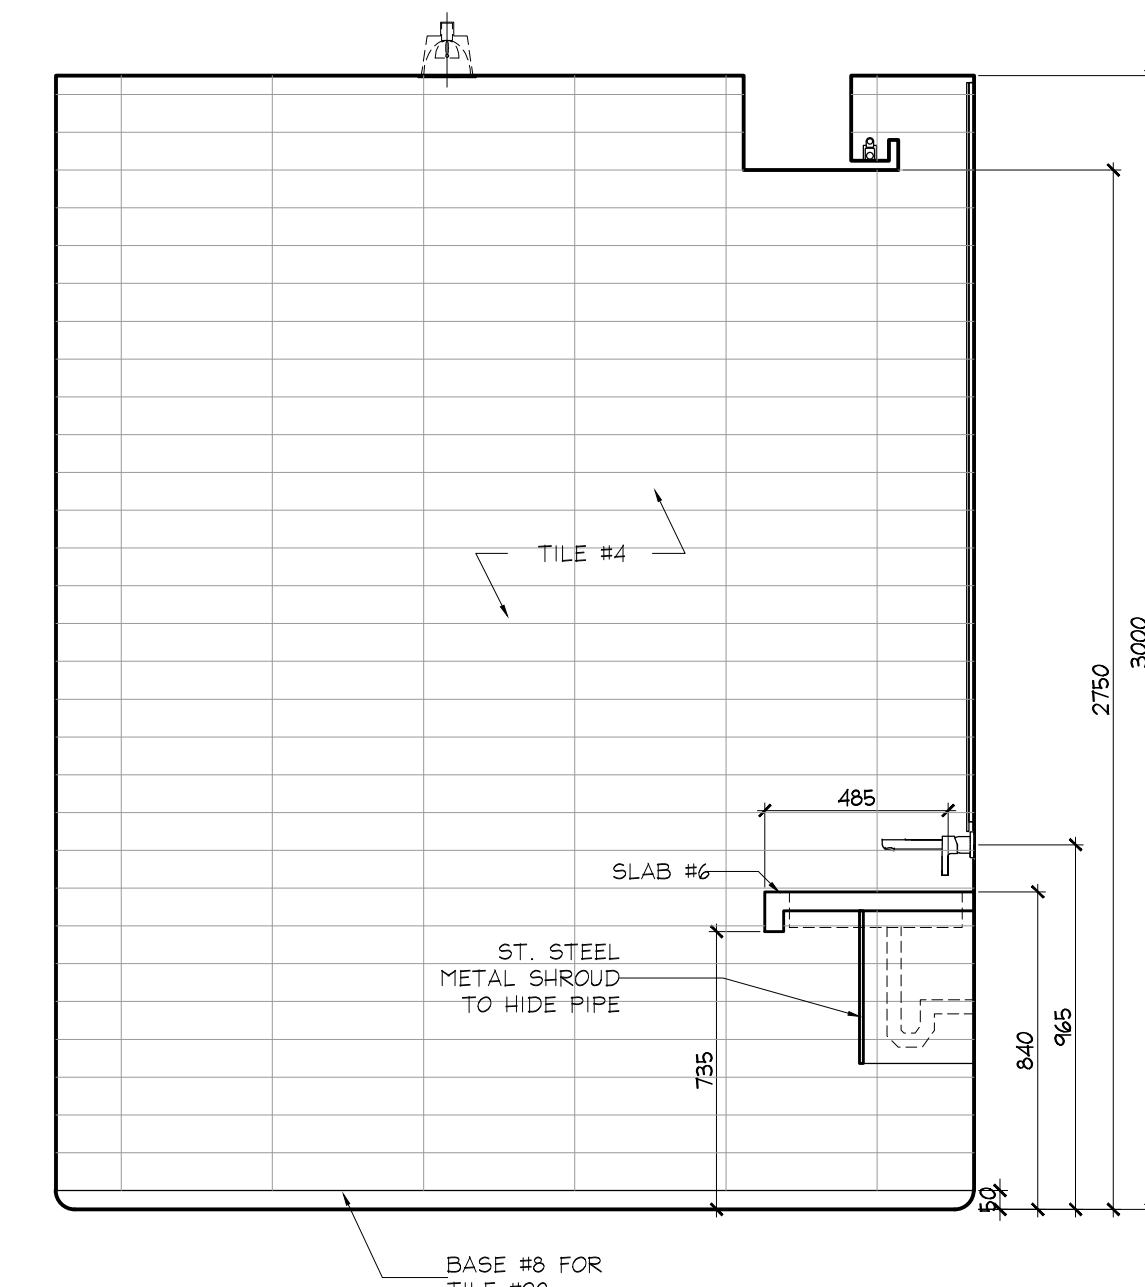 TILE #4
3000
2750
485
SLAB #6
ST. STEEL
METAL SHROUD
TO HIDE PIPE
965
840
735
50
BASE #8 FOR